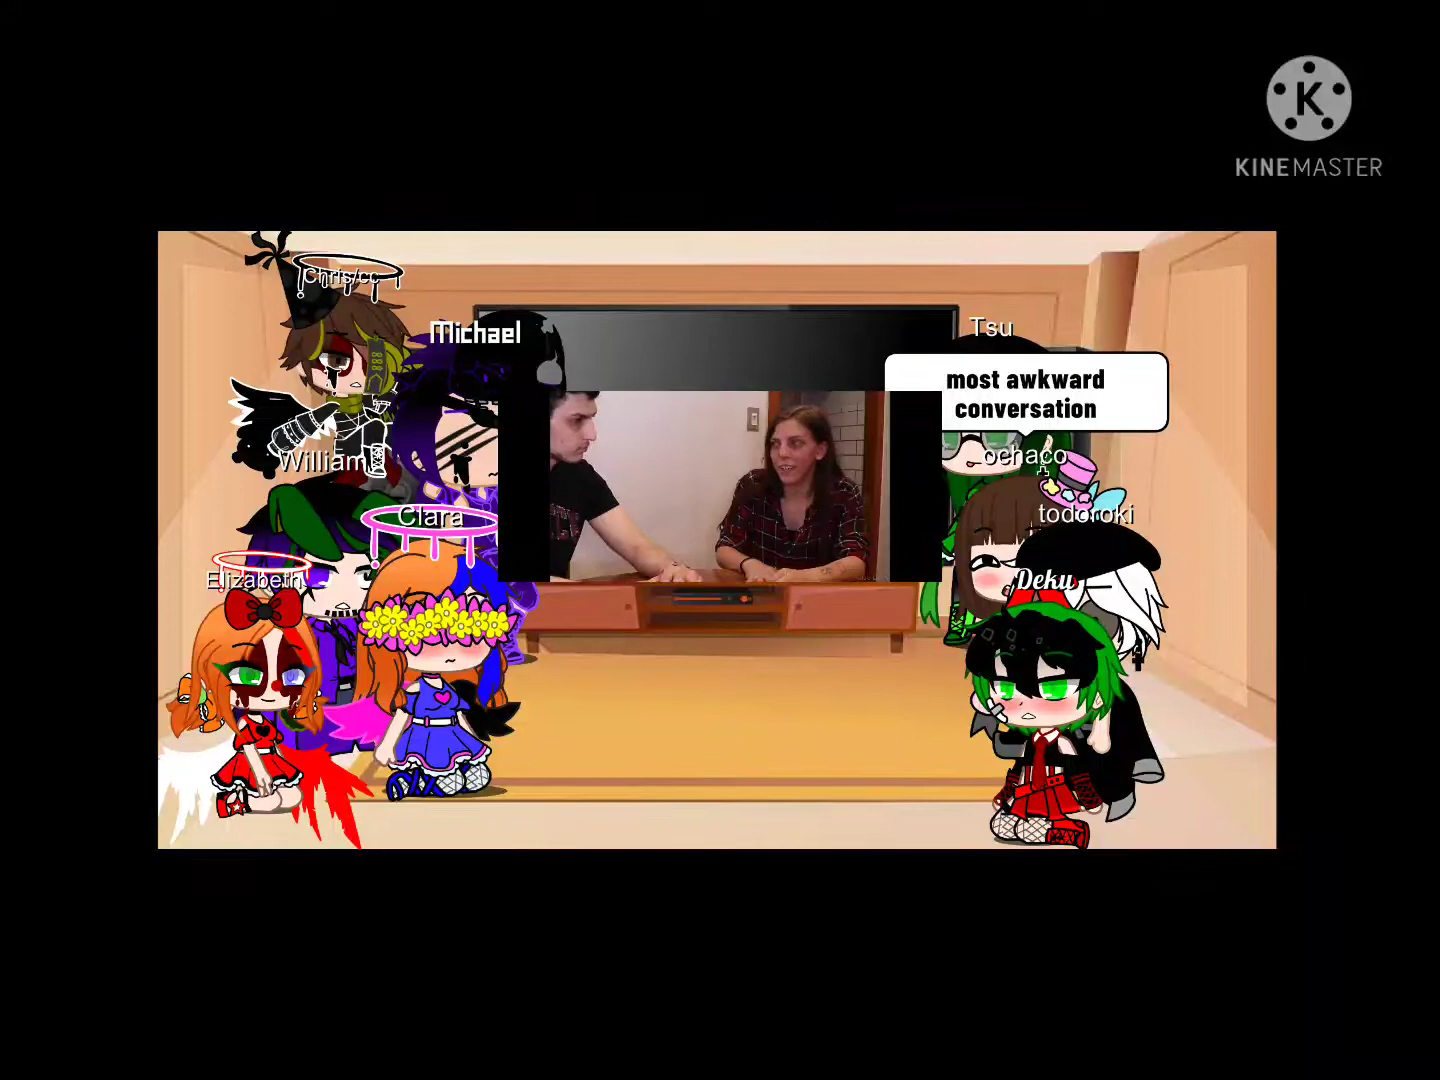 KINEMASTER
Chris/cc
Michael
Tsu
most awkward
conversation
William
ochaco
Clara
todoroki
Elizabeth
Deku